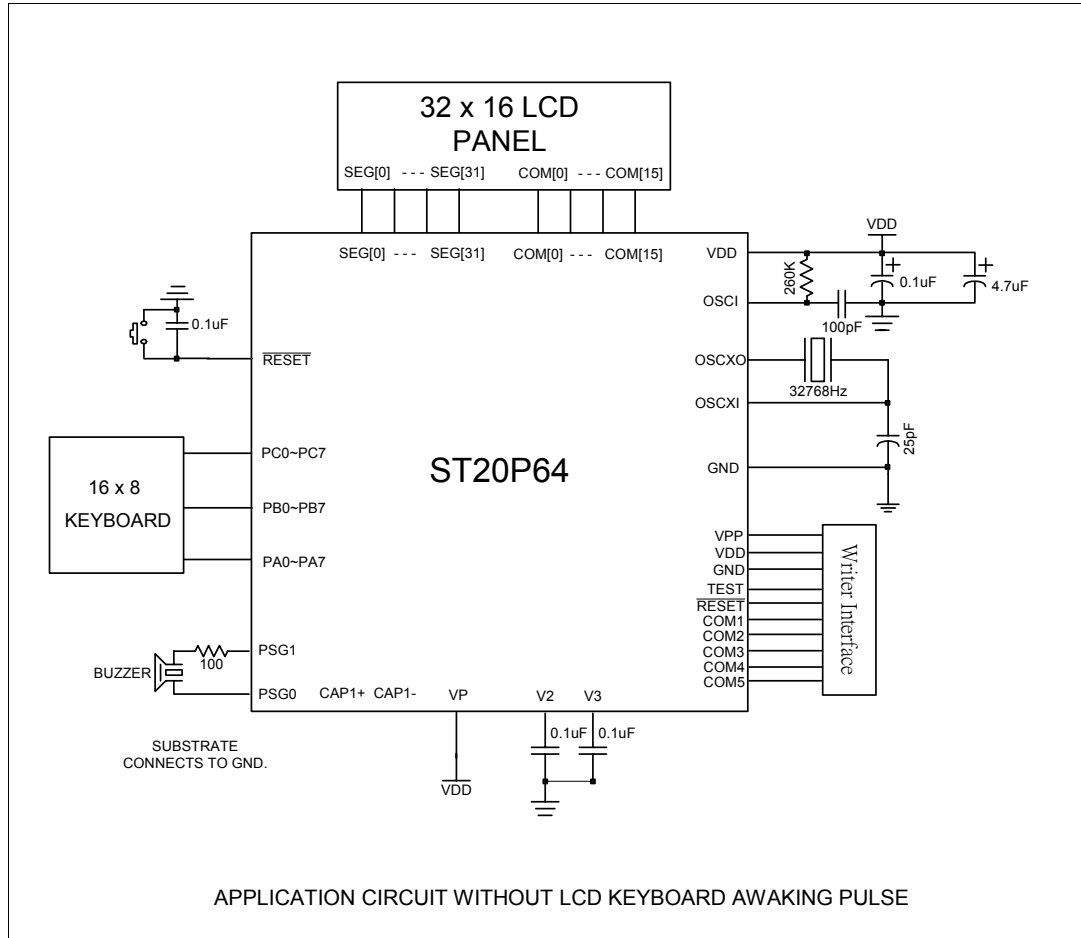 32 x 16 LCD
PANEL
SEG[0] - - - SEG[31] COM[0] - - - COM[15]
SEG[0] - - - SEG[31] COM[0] - - - COM[15]
VDD
VDD
260K
0.1uF
4.7uF
OSCI
100pF
0.1uF
RESET
OSCXO
32768Hz
OSCXI
25pF
GND
PC0~PC7
16 x 8
KEYBOARD
PB0~PB7
PA0~PA7
ST20P64
VPP
VDD
GND
TEST
RESET
COM1
COM2
COM3
COM4
COM5
Writer Interface
PSG1
100
BUZZER
PSG0
CAP1+ CAP1- VP V2 V3
0.1uF 0.1uF
SUBSTRATE
CONNECTS TO GND.
VDD
APPLICATION CIRCUIT WITHOUT LCD KEYBOARD AWAKING PULSE